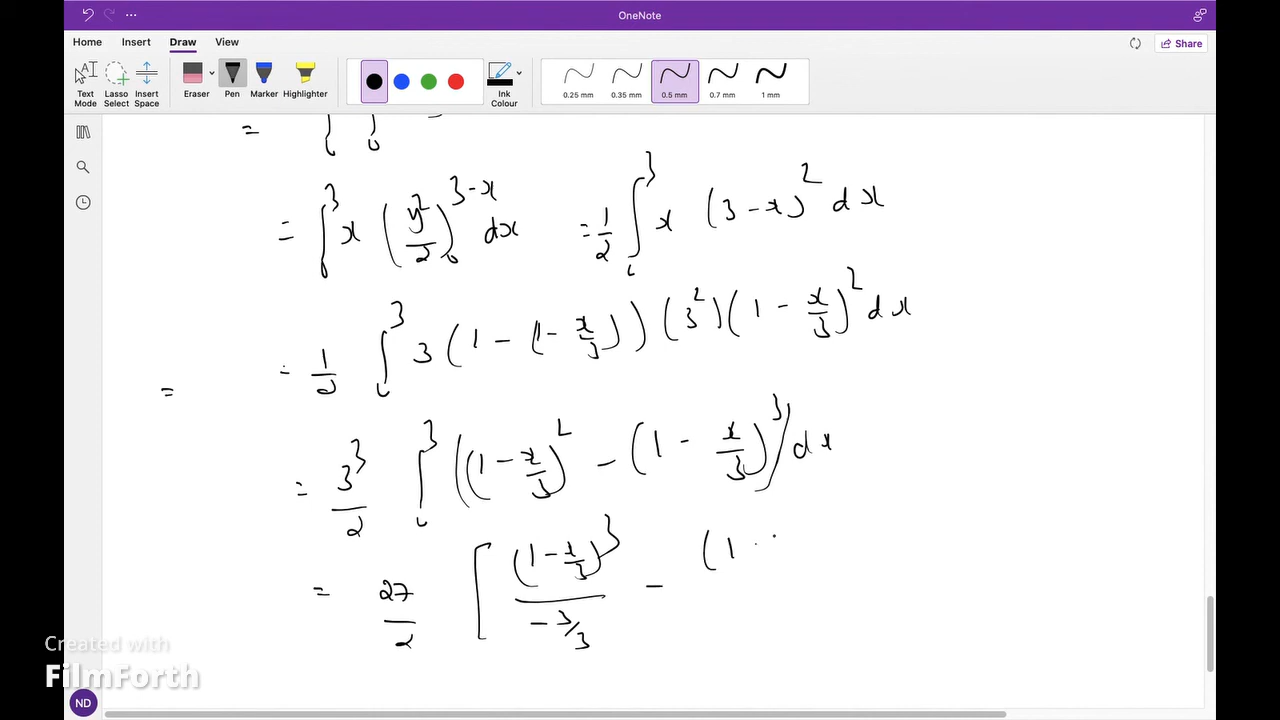 OneNote
Home Insert Draw View
Share
Text Mode Lasso Select Insert Space Eraser Pen Marker Highlighter Ink Colour 0.25 mm 0.35 mm 0.5 mm 0.7 mm 1 mm
=
= ∫₀³ x (y²/2)₀^(3-x) dx = 1/2 ∫₀³ x (3-x)² dx
= 1/2 ∫₀³ 3 (1 - (1 - x/3)) (3²) (1 - x/3)² dx
=
= 3³/2 ∫₀³ ((1 - x/3)² - (1 - x/3)³) dx
= 27/2 [ (1 - x/3)³ / -3/3 - (1 -
Created with
FilmForth
ND